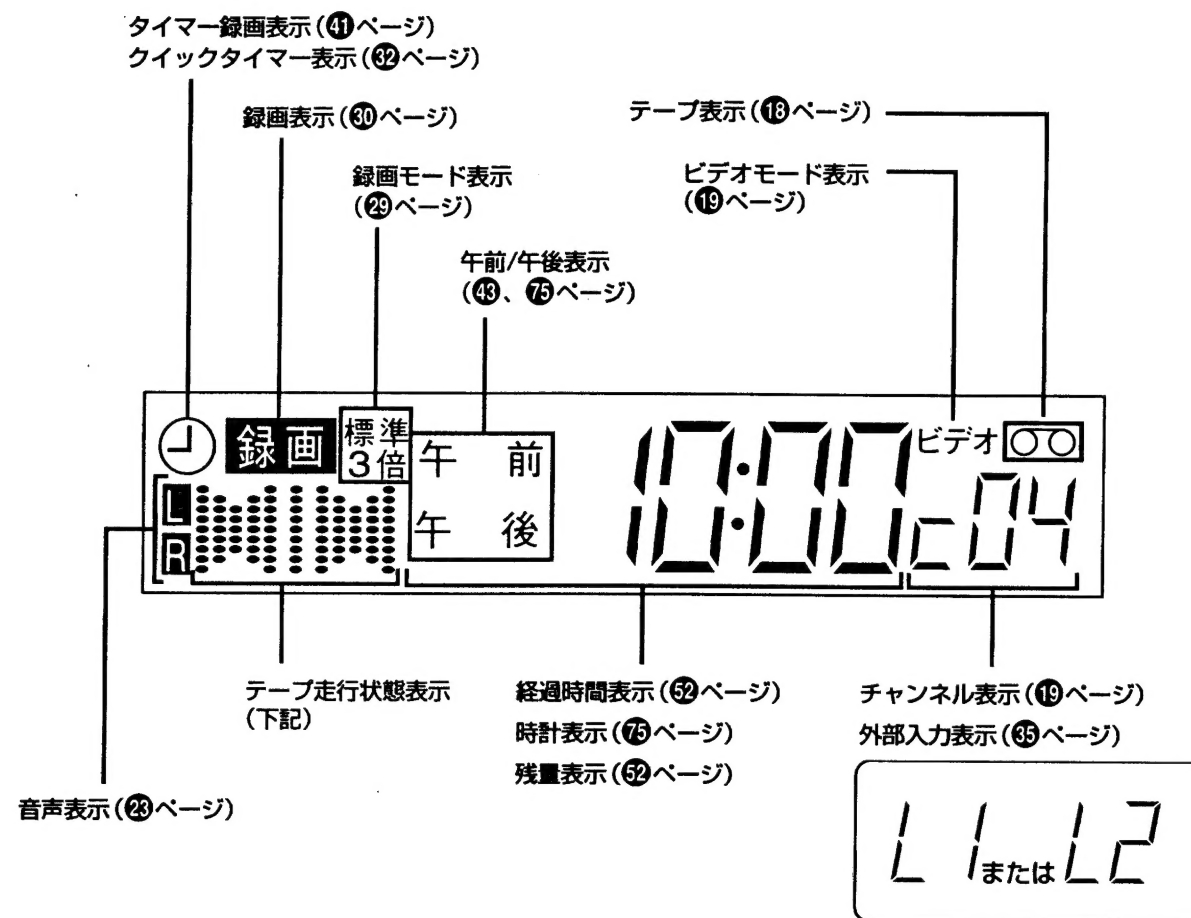 タイマー録画表示(41ページ)
クイックタイマー表示(32ページ)
録画表示(30ページ)
テープ表示(18ページ)
録画モード表示
(29ページ)
ビデオモード表示
(19ページ)
午前/午後表示
(43、75ページ)
録画
標準
3倍
午 前
午 後
10:00
ビデオ
c04
L
R
テープ走行状態表示
(下記)
経過時間表示(52ページ)
時計表示(75ページ)
残量表示(52ページ)
チャンネル表示(19ページ)
外部入力表示(35ページ)
音声表示(23ページ)
L1またはL2